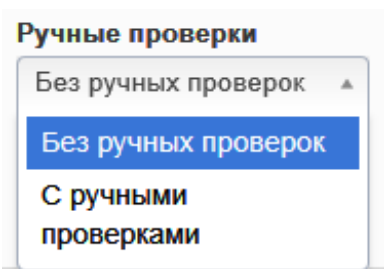 Ручные проверки
Без ручных проверок
Без ручных проверок
С ручными
проверками